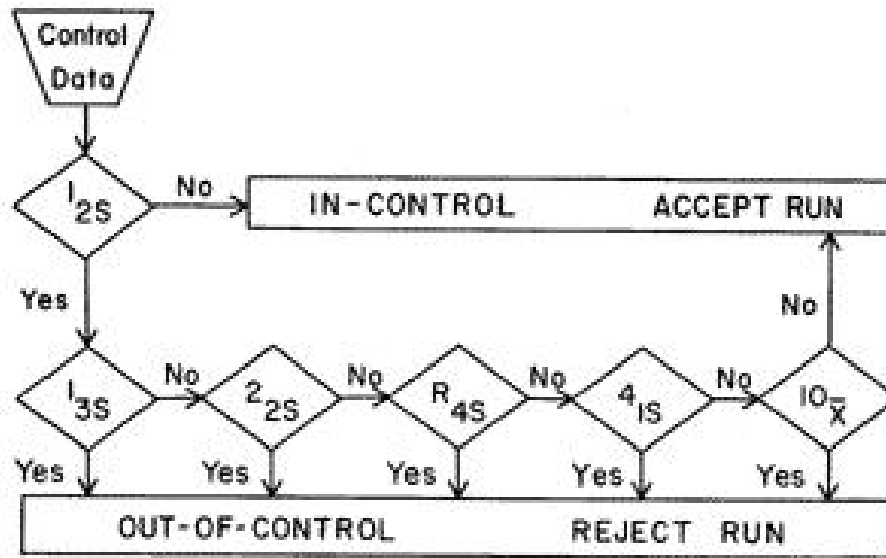 Control
Data
1 2S
No
IN-CONTROL ACCEPT RUN
Yes
No
1 3S
No
2 2S
No
R 4S
No
4 1S
No
10 x̅
Yes
Yes
Yes
Yes
Yes
OUT-OF-CONTROL REJECT RUN